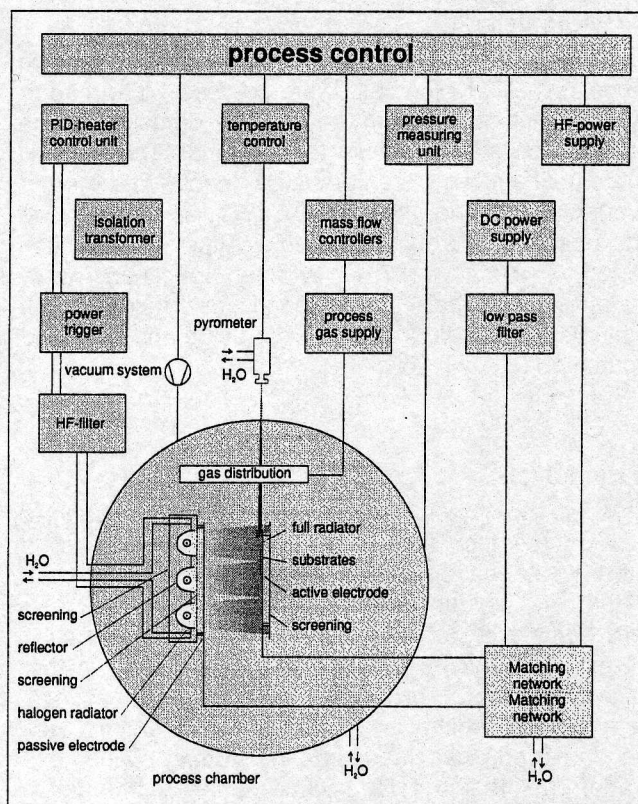 process control
PID-heater
control unit
temperature
control
pressure
measuring
unit
HF-power
supply
isolation
transformer
mass flow
controllers
DC power
supply
power
trigger
pyrometer
process
gas supply
low pass
filter
vacuum system
H₂O
HF-filter
gas distribution
full radiator
substrates
active electrode
screening
H₂O
screening
reflector
screening
halogen radiator
passive electrode
Matching
network
Matching
network
process chamber
H₂O
H₂O